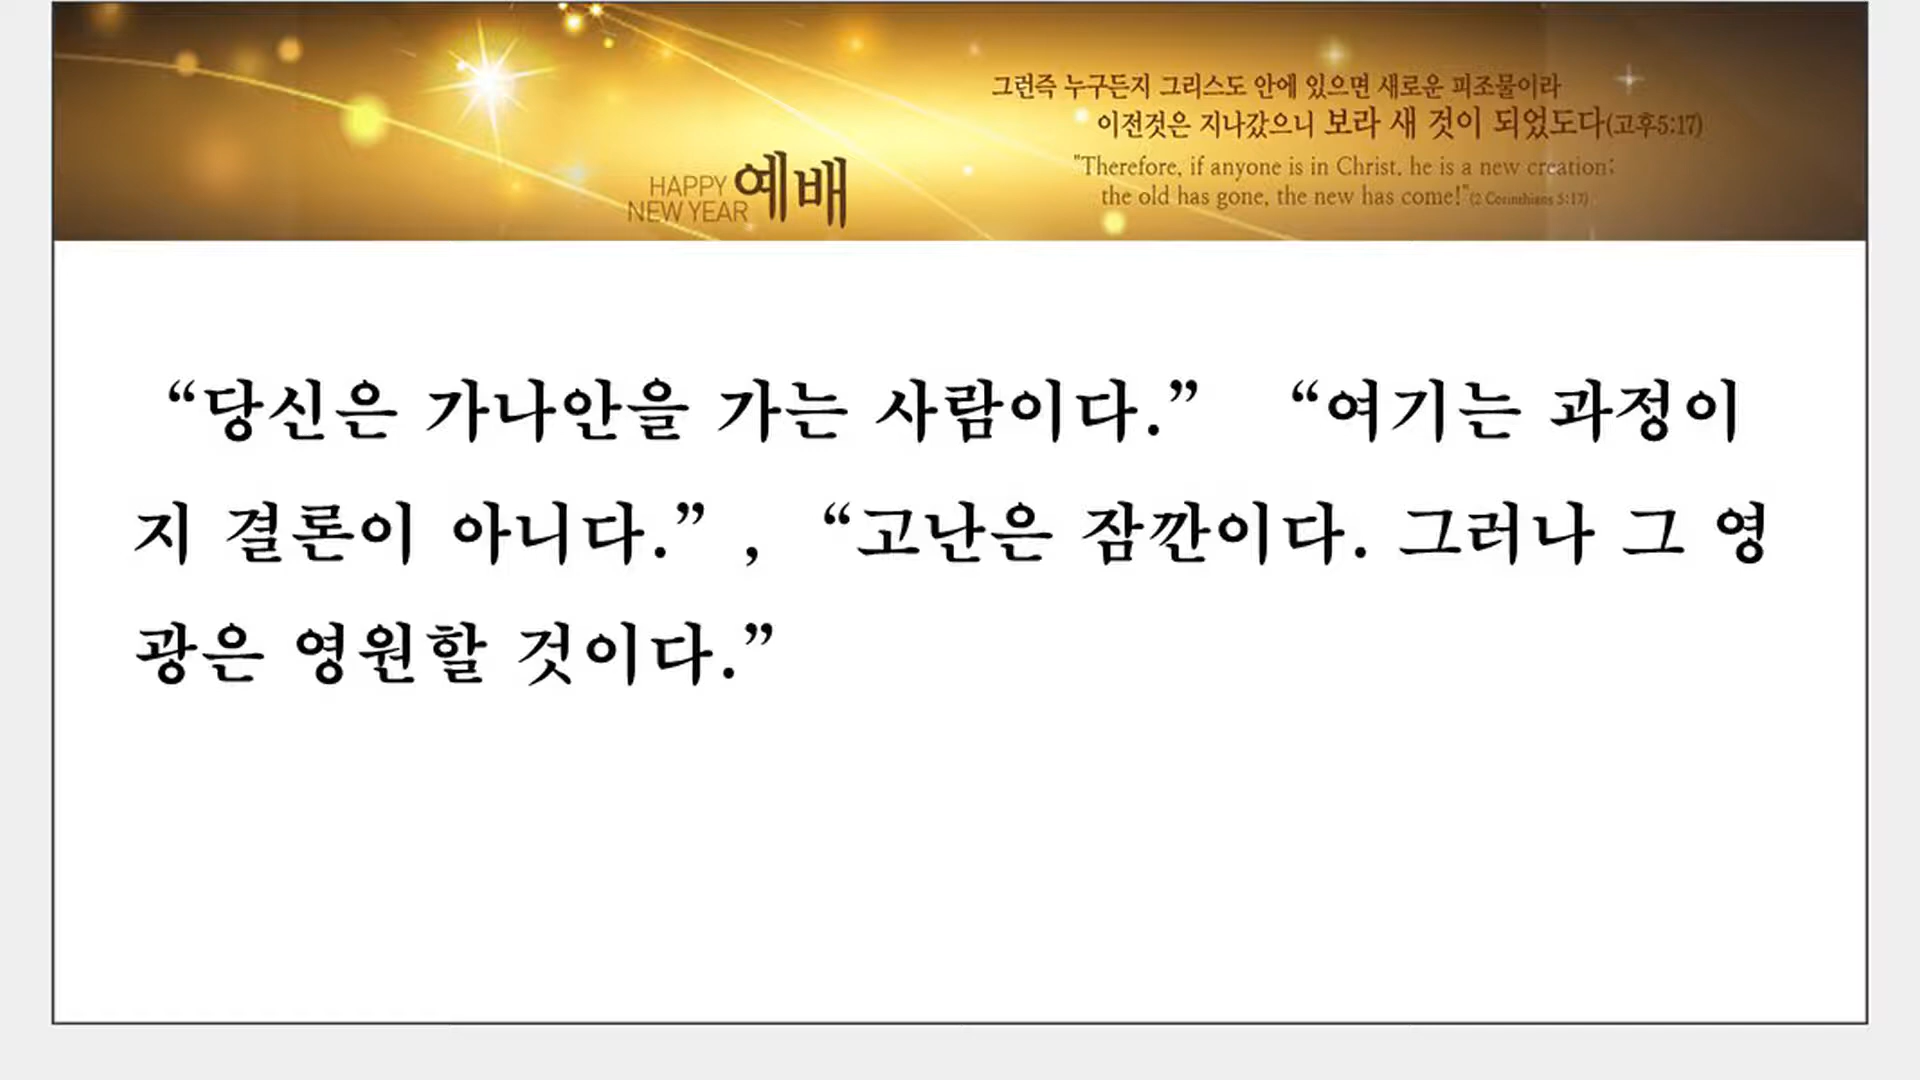 그런즉 누구든지 그리스도 안에 있으면 새로운 피조물이라
이전것은 지나갔으니 보라 새 것이 되었도다(고후5:17)
"Therefore, if anyone is in Christ, he is a new creation;
the old has gone, the new has come!"(2 Corinthians 5:17)
HAPPY
NEW YEAR 예배
“당신은 가나안을 가는 사람이다.” “여기는 과정이
지 결론이 아니다.” , “고난은 잠깐이다. 그러나 그 영
광은 영원할 것이다.”